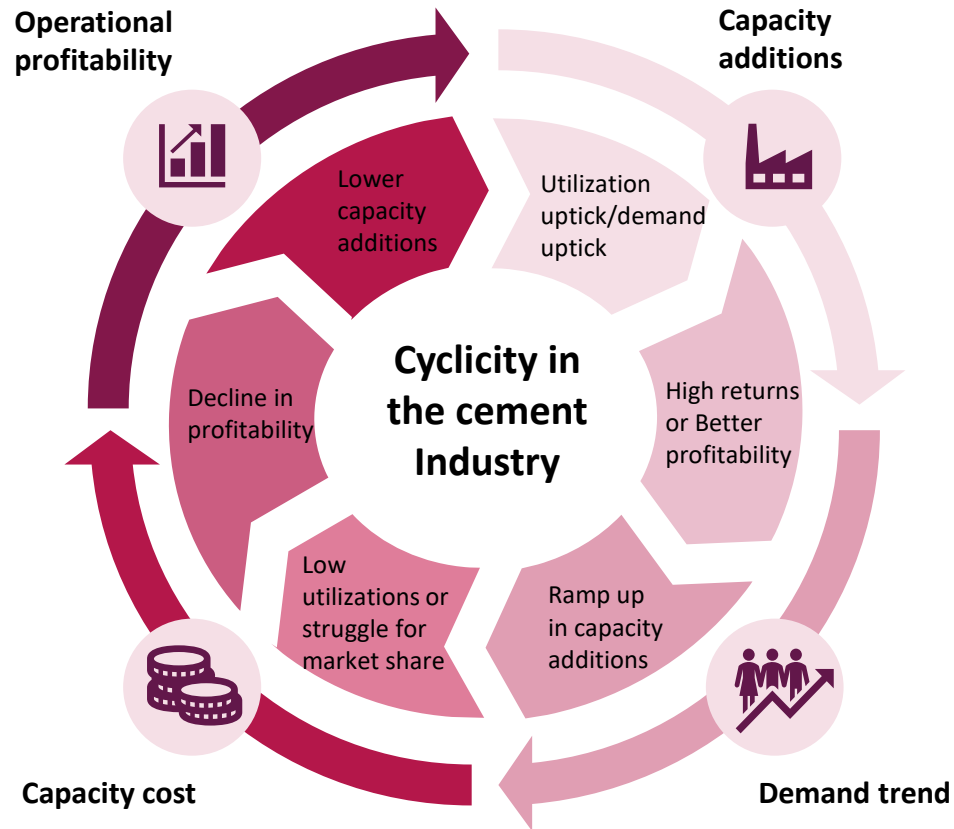 Operational
profitability
Capacity
additions
Lower
capacity
additions
Utilization
uptick/demand
uptick
Cyclicity in
the cement
Industry
Decline in
profitability
High returns
or Better
profitability
Low
utilizations or
struggle for
market share
Ramp up
in capacity
additions
Capacity cost
Demand trend